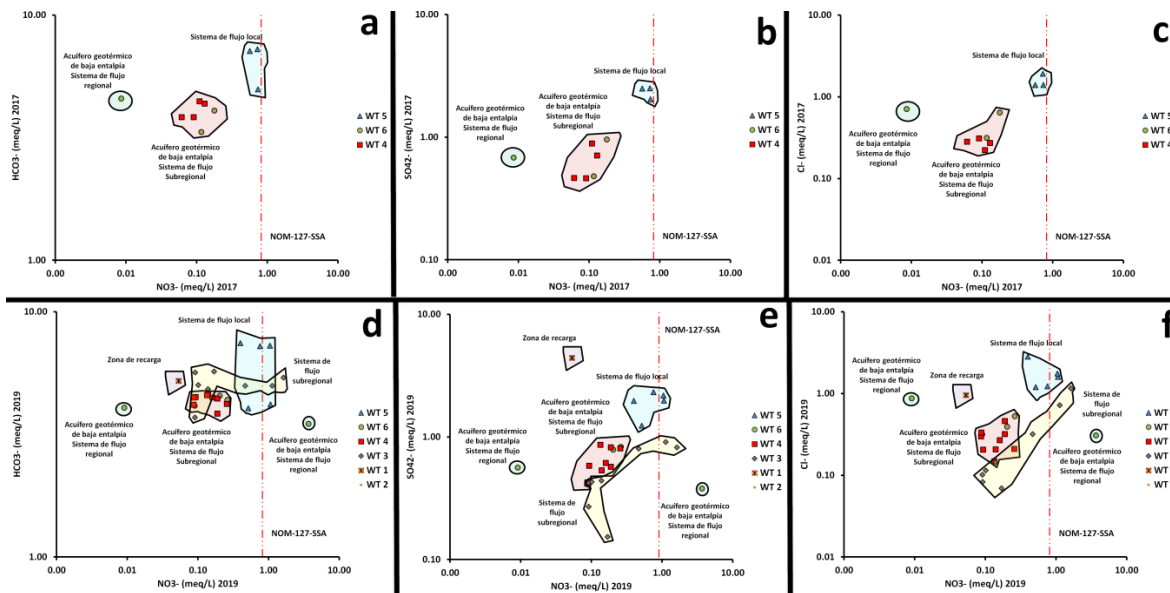 a
10.00
1.00
HCO3- (meq/L) 2017
Sistema de flujo local
Acuífero geotérmico
de baja entalpía
Sistema de flujo
regional
Acuífero geotérmico
de baja entalpía
Sistema de flujo
Subregional
WT 5
WT 6
WT 4
NOM-127-SSA
0.00
0.01
0.10
1.00
10.00
NO3- (meq/L) 2017
b
10.00
1.00
0.10
SO42- (meq/L) 2017
Sistema de flujo local
Acuífero geotérmico
de baja entalpía
Sistema de flujo
regional
Acuífero geotérmico
de baja entalpía
Sistema de flujo
Subregional
WT 5
WT 6
WT 4
NOM-127-SSA
0.00
0.01
0.10
1.00
10.00
NO3- (meq/L) 2017
c
10.00
1.00
0.10
0.01
Cl- (meq/L) 2017
Sistema de flujo local
Acuífero geotérmico
de baja entalpía
Sistema de flujo
regional
Acuífero geotérmico
de baja entalpía
Sistema de flujo
Subregional
WT 5
WT 6
WT 4
NOM-127-SSA
0.00
0.01
0.10
1.00
10.00
NO3- (meq/L) 2017
d
10.00
1.00
HCO3- (meq/L) 2019
Sistema de flujo local
Zona de recarga
Sistema de
flujo
subregional
Acuífero geotérmico
de baja entalpía
Sistema de flujo
regional
Acuífero geotérmico
de baja entalpía
Sistema de flujo
Subregional
Acuífero geotérmico
de baja entalpía
Sistema de flujo
regional
WT 5
WT 6
WT 4
WT 3
WT 1
WT 2
NOM-127-SSA
0.00
0.01
0.10
1.00
10.00
NO3- (meq/L) 2019
e
10.00
1.00
0.10
SO42- (meq/L) 2019
NOM-127-SSA
Zona de recarga
Sistema de flujo local
Acuífero geotérmico
de baja entalpía
Sistema de flujo
Subregional
Acuífero geotérmico
de baja entalpía
Sistema de flujo
regional
Sistema de
flujo
subregional
Acuífero geotérmico
de baja entalpía
Sistema de flujo
regional
WT 5
WT 6
WT 4
WT 3
WT 1
WT 2
0.00
0.01
0.10
1.00
10.00
NO3- (meq/L) 2019
f
10.00
1.00
0.10
0.01
Cl- (meq/L) 2019
Sistema de flujo local
Acuífero geotérmico
de baja entalpía
Sistema de flujo
regional
Zona de recarga
Sistema de
flujo
subregional
Acuífero geotérmico
de baja entalpía
Sistema de flujo
Subregional
Acuífero geotérmico
de baja entalpía
Sistema de flujo
regional
WT
WT
WT
WT
WT
WT
NOM-127-SSA
0.00
0.01
0.10
1.00
10.00
NO3- (meq/L) 2019